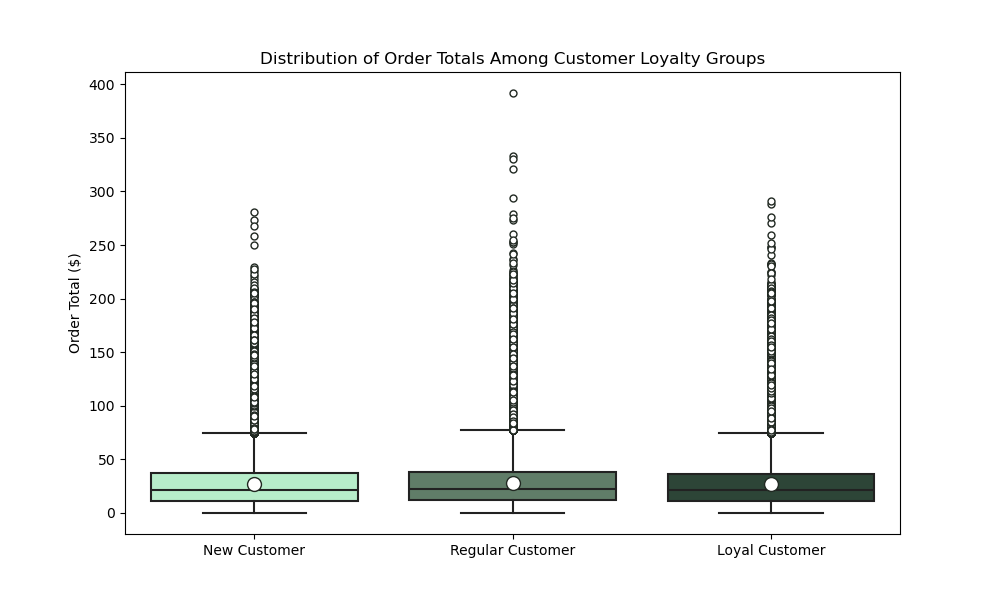 Distribution of Order Totals Among Customer Loyalty Groups
400
350
300
250
200
150
100
50
0
Order Total ($)
New Customer
Regular Customer
Loyal Customer